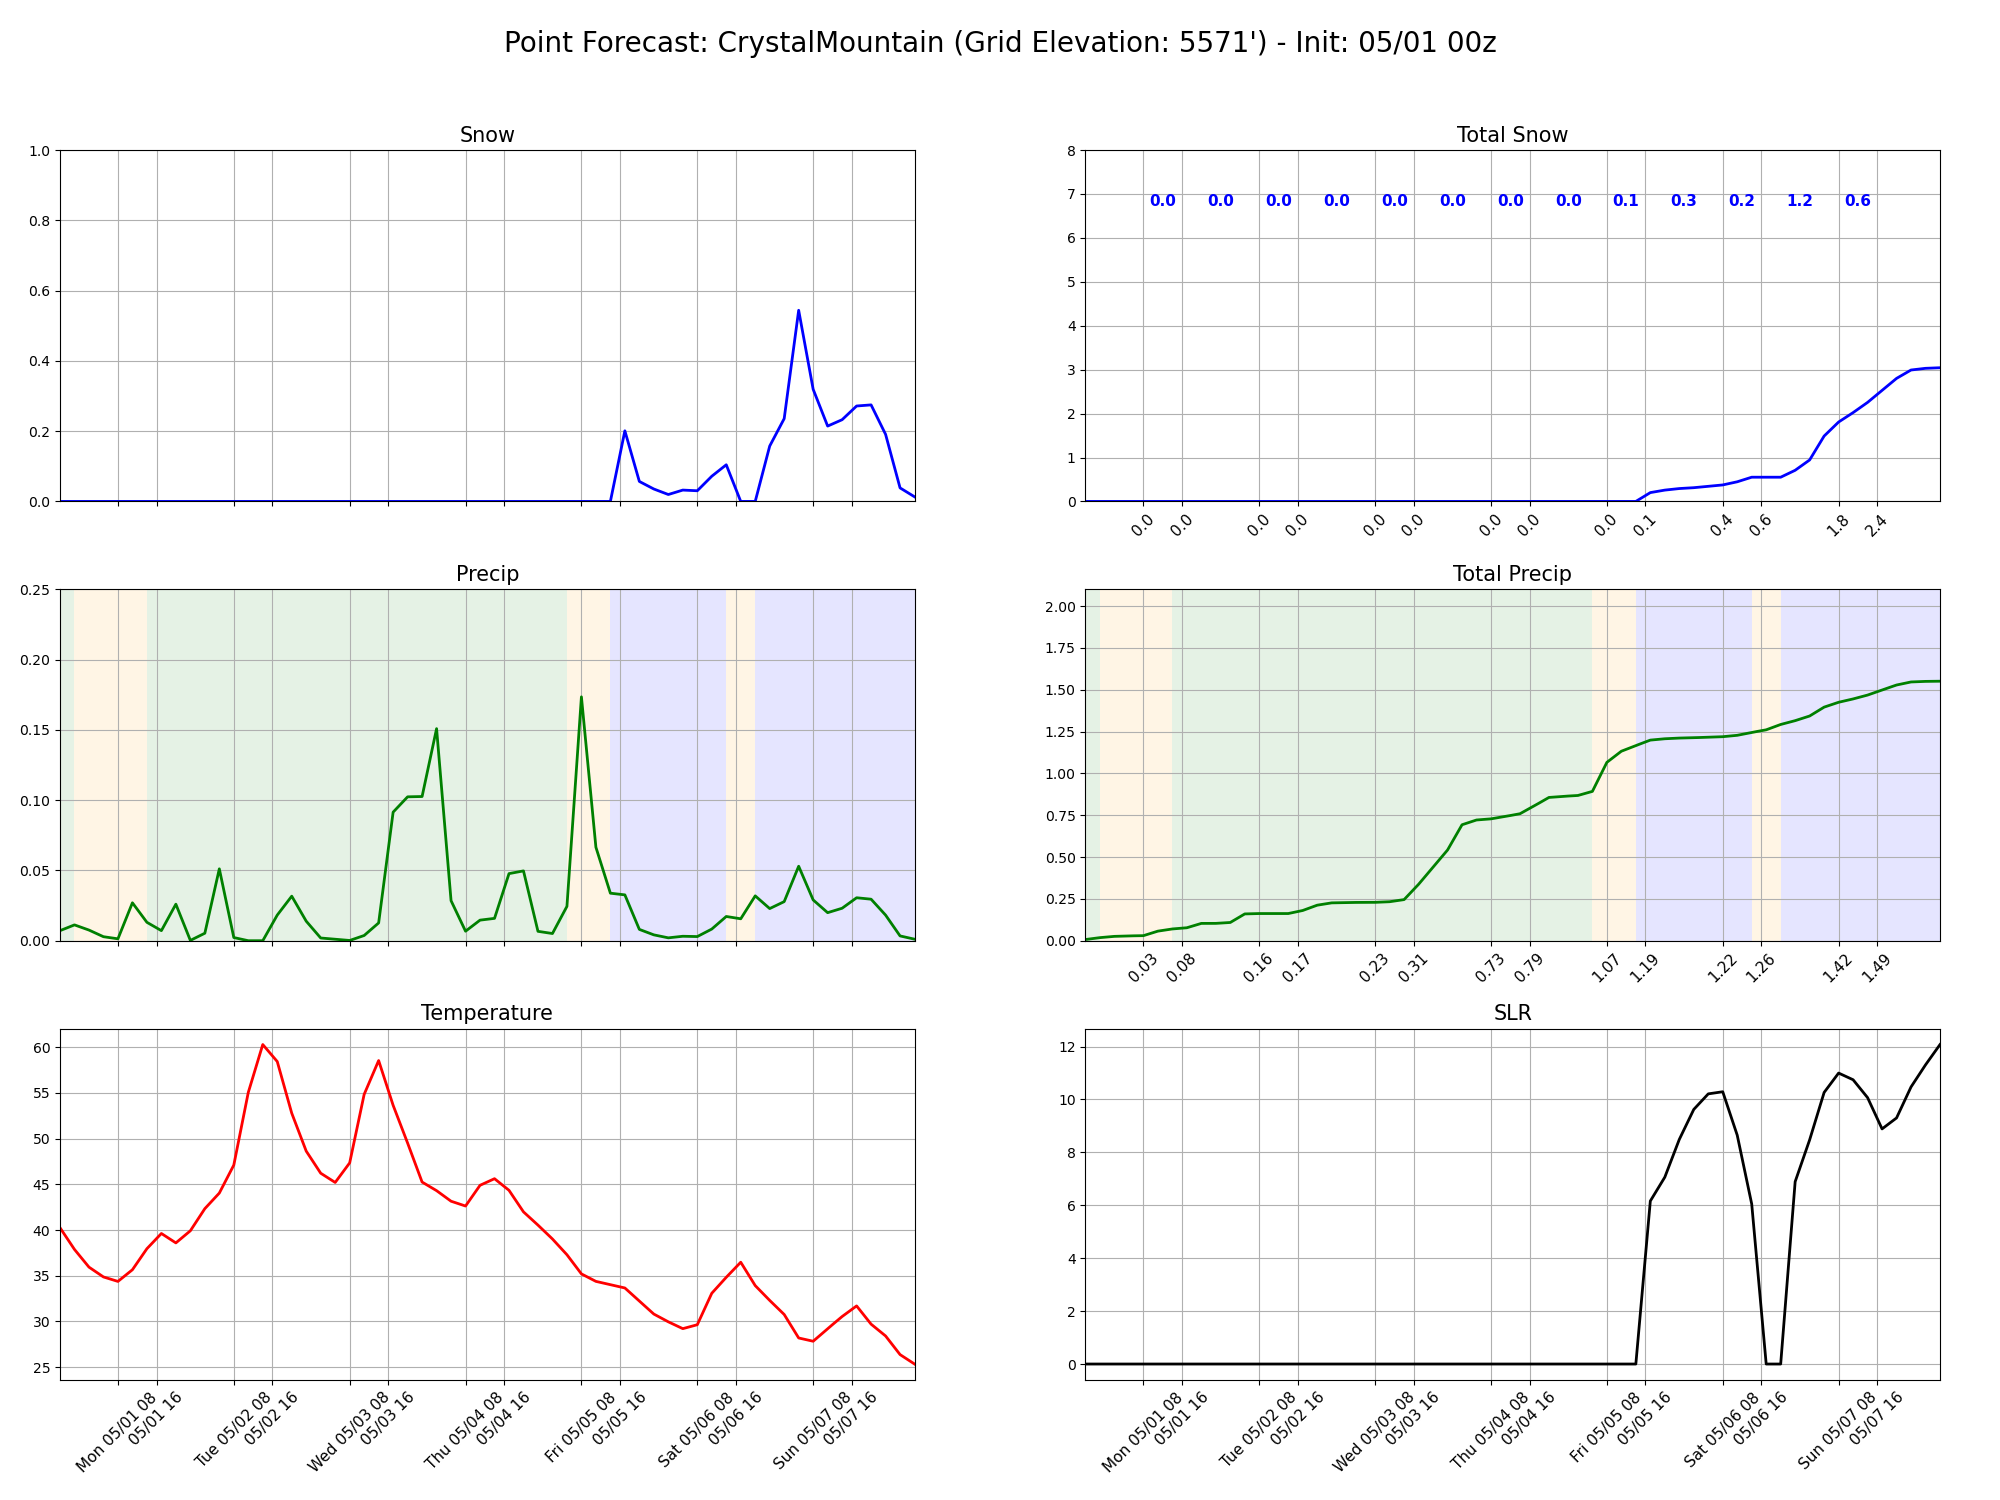 Point Forecast: CrystalMountain (Grid Elevation: 5571') - Init: 05/01 00z
Snow
1.0
0.8
0.6
0.4
0.2
0.0
Total Snow
8
7
6
5
4
3
2
1
0
0.0 0.0 0.0 0.0 0.0 0.0 0.0 0.0 0.1 0.3 0.2 1.2 0.6
0.0 0.0 0.0 0.0 0.0 0.0 0.0 0.0 0.0 0.1 0.4 0.6 1.8 2.4
Precip
0.25
0.20
0.15
0.10
0.05
0.00
Total Precip
2.00
1.75
1.50
1.25
1.00
0.75
0.50
0.25
0.00
0.03 0.08 0.16 0.17 0.23 0.31 0.73 0.79 1.07 1.19 1.22 1.26 1.42 1.49
Temperature
60
55
50
45
40
35
30
25
Mon 05/01 08
05/01 16
Tue 05/02 08
05/02 16
Wed 05/03 08
05/03 16
Thu 05/04 08
05/04 16
Fri 05/05 08
05/05 16
Sat 05/06 08
05/06 16
Sun 05/07 08
05/07 16
SLR
12
10
8
6
4
2
0
Mon 05/01 08
05/01 16
Tue 05/02 08
05/02 16
Wed 05/03 08
05/03 16
Thu 05/04 08
05/04 16
Fri 05/05 08
05/05 16
Sat 05/06 08
05/06 16
Sun 05/07 08
05/07 16